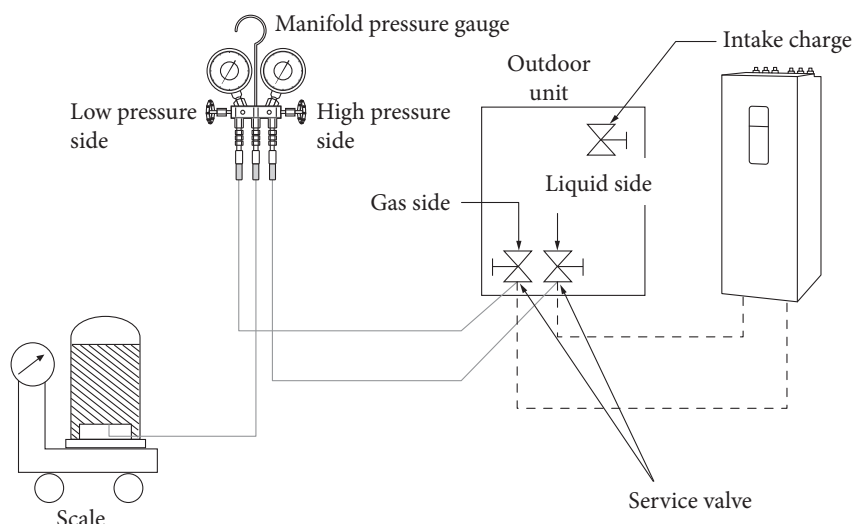 Manifold pressure gauge
Intake charge
Outdoor
unit
Low pressure
side
High pressure
side
Liquid side
Gas side
Service valve
Scale